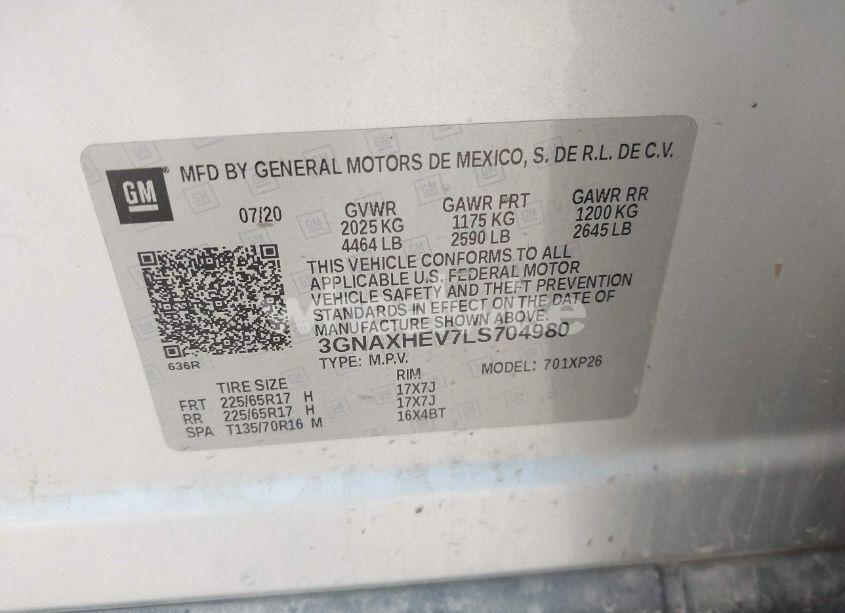 GM
MFD BY GENERAL MOTORS DE MEXICO, S. DE R.L. DE C.V.
07/20 GVWR GAWR FRT GAWR RR
2025 KG 1175 KG 1200 KG
4464 LB 2590 LB 2645 LB
THIS VEHICLE CONFORMS TO ALL
APPLICABLE U.S. FEDERAL MOTOR
VEHICLE SAFETY AND THEFT PREVENTION
STANDARDS IN EFFECT ON THE DATE OF
MANUFACTURE SHOWN ABOVE.
3GNAXHEV7LS704980
TYPE: M.P.V. MODEL: 701XP26
636R
TIRE SIZE RIM
FRT 225/65R17 H 17X7J
RR 225/65R17 H 17X7J
SPA T135/70R16 M 16X4BT